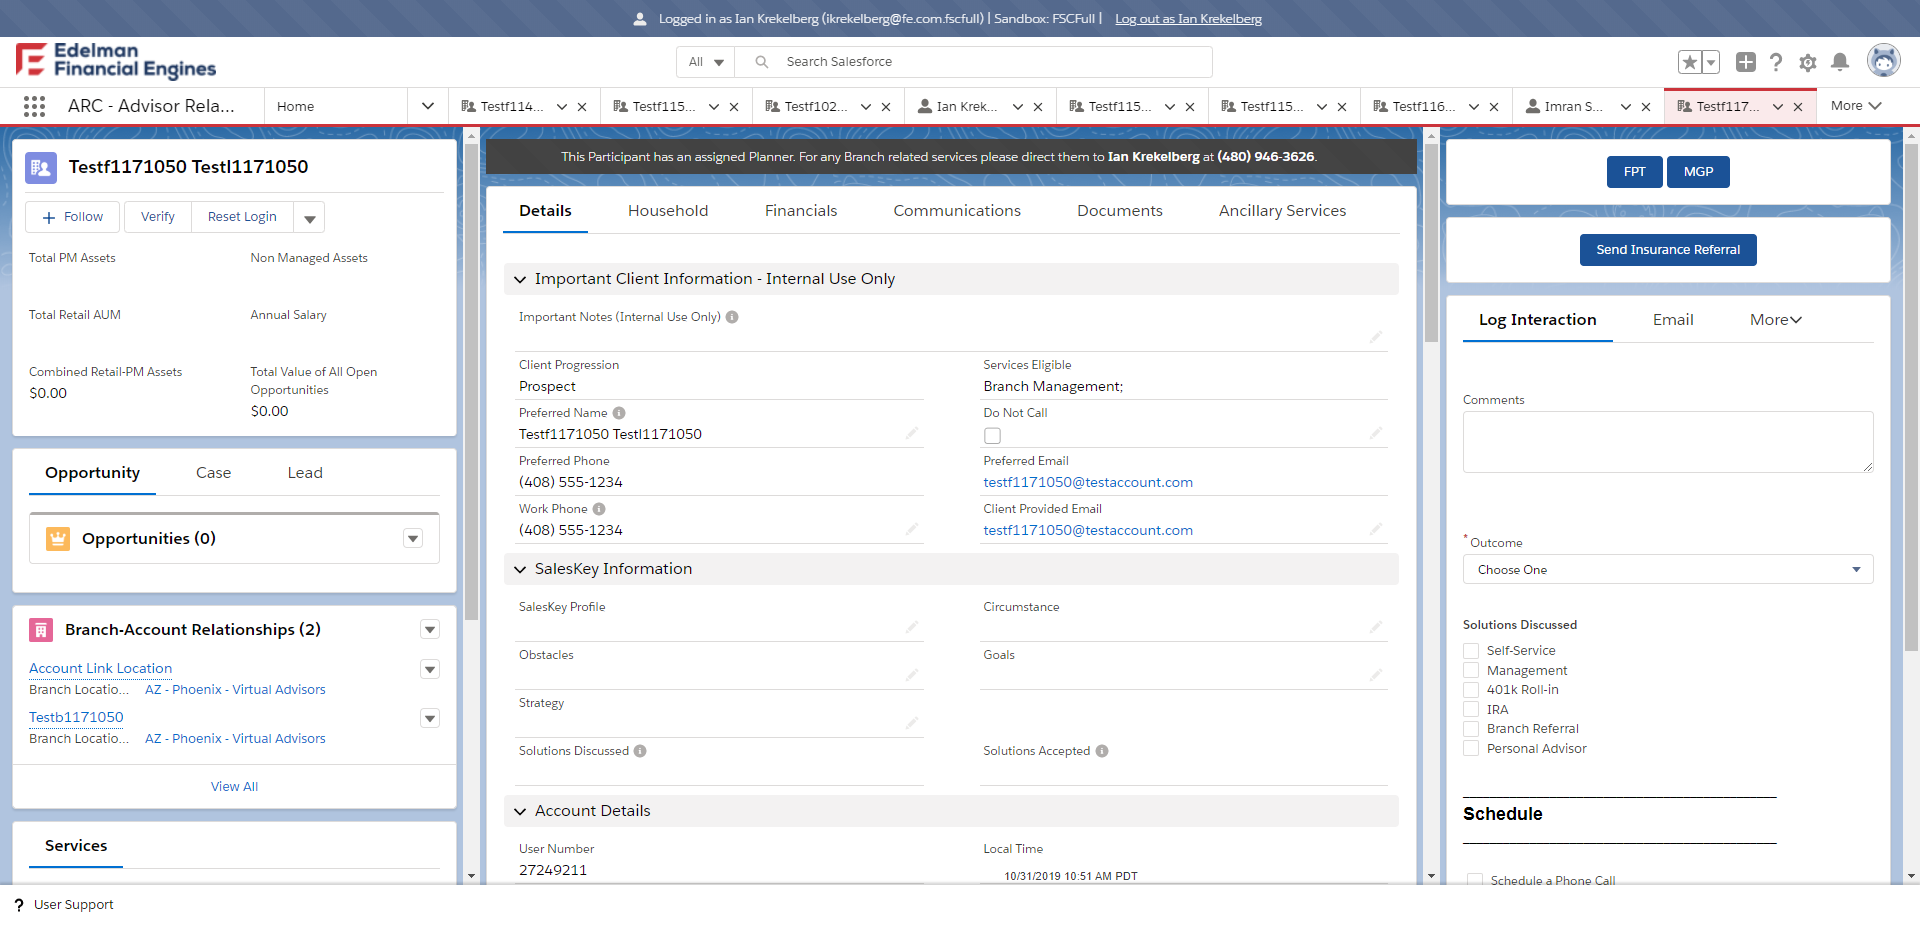 Logged in as Ian Krekelberg (ikrekelberg@fe.com.fscfull) | Sandbox: FSCFull | Log out as Ian Krekelberg
Edelman
Financial Engines
All
Search Salesforce
ARC - Advisor Rela...
Home
Testf114...
Testf115...
Testf102...
Ian Krek...
Testf115...
Testf115...
Testf116...
Imran S...
Testf117...
More
Testf1171050 Testl1171050
Follow
Verify
Reset Login
Total PM Assets
Non Managed Assets
Total Retail AUM
Annual Salary
Combined Retail-PM Assets
$0.00
Total Value of All Open
Opportunities
$0.00
Opportunity
Case
Lead
Opportunities (0)
Branch-Account Relationships (2)
Account Link Location
Branch Locatio... AZ - Phoenix - Virtual Advisors
Testb1171050
Branch Locatio... AZ - Phoenix - Virtual Advisors
View All
Services
This Participant has an assigned Planner. For any Branch related services please direct them to Ian Krekelberg at (480) 946-3626.
Details
Household
Financials
Communications
Documents
Ancillary Services
Important Client Information - Internal Use Only
Important Notes (Internal Use Only)
Client Progression
Prospect
Services Eligible
Branch Management;
Preferred Name
Testf1171050 Testl1171050
Do Not Call
Preferred Phone
(408) 555-1234
Preferred Email
testf1171050@testaccount.com
Work Phone
(408) 555-1234
Client Provided Email
testf1171050@testaccount.com
SalesKey Information
SalesKey Profile
Circumstance
Obstacles
Goals
Strategy
Solutions Discussed
Solutions Accepted
Account Details
User Number
27249211
Local Time
10/31/2019 10:51 AM PDT
FPT
MGP
Send Insurance Referral
Log Interaction
Email
More
Comments
* Outcome
Choose One
Solutions Discussed
Self-Service
Management
401k Roll-in
IRA
Branch Referral
Personal Advisor
Schedule
Schedule a Phone Call
? User Support